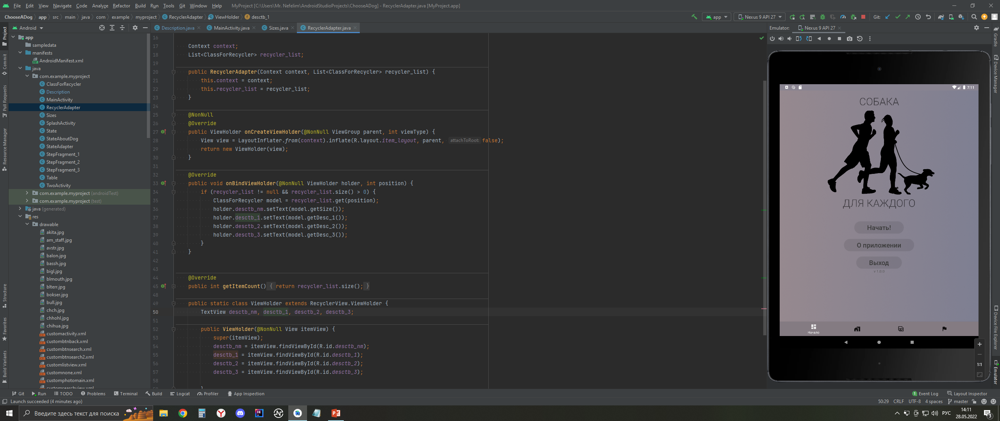 File Edit View Navigate Code Analyze Refactor Build Run Tools Git Window Help MyProject [C:\Users\Mr. Nefelim\AndroidStudioProjects\ChooseADog] - RecyclerAdapter.java [MyProject.app]
ChooseADog app src main java com example myproject RecyclerAdapter ViewHolder desctb_1 app Nexus 9 API 27 Git:
Project
Commit
Pull Requests
Resource Manager
Structure
Favorites
Build Variants
Android
app
sampledata
manifests
AndroidManifest.xml
java
com.example.myproject
ClassForRecycler
Description
MainActivity
RecyclerAdapter
Sizes
SplashActivity
State
StateAboutDog
StateAdapter
StepFragment_1
StepFragment_2
StepFragment_3
Table
TwoActivity
com.example.myproject (androidTest)
com.example.myproject (test)
java (generated)
res
drawable
akita.jpg
am_staff.jpg
avstr.jpg
balon.jpg
bassh.jpg
bigl.jpg
blmouth.jpg
blterr.jpg
bokser.jpg
bull.jpg
chch.jpg
chhohl.jpg
chihua.jpg
customactivity.xml
custombtnback.xml
custombtnsearch.xml
custombtnsearch2.xml
customlistview.xml
customnone.xml
customphotomain.xml
customsearchview.xml
Description.java MainActivity.java Sizes.java RecyclerAdapter.java
16
17 Context context;
18 List<ClassForRecycler> recycler_list;
19
20 public RecyclerAdapter(Context context, List<ClassForRecycler> recycler_list) {
21 this.context = context;
22 this.recycler_list = recycler_list;
23 }
24
25 @NonNull
26 @Override
27 public ViewHolder onCreateViewHolder(@NonNull ViewGroup parent, int viewType) {
28 View view = LayoutInflater.from(context).inflate(R.layout.item_layout, parent, attachToRoot: false);
29 return new ViewHolder(view);
30 }
31
32 @Override
33 public void onBindViewHolder(@NonNull ViewHolder holder, int position) {
34 if (recycler_list != null && recycler_list.size() > 0) {
35 ClassForRecycler model = recycler_list.get(position);
36 holder.desctb_nm.setText(model.getSize());
37 holder.desctb_1.setText(model.getDesc_1());
38 holder.desctb_2.setText(model.getDesc_2());
39 holder.desctb_3.setText(model.getDesc_3());
40 }
41 }
42
43
44 @Override
45 public int getItemCount() { return recycler_list.size(); }
48
49 public static class ViewHolder extends RecyclerView.ViewHolder {
50 TextView desctb_nm, desctb_1, desctb_2, desctb_3;
51
52 public ViewHolder(@NonNull View itemView) {
53 super(itemView);
54 desctb_nm = itemView.findViewById(R.id.desctb_nm);
55 desctb_1 = itemView.findViewById(R.id.desctb_1);
56 desctb_2 = itemView.findViewById(R.id.desctb_2);
57 desctb_3 = itemView.findViewById(R.id.desctb_3);
58
Emulator: Nexus 9 API 27
7:11
СОБАКА
ДЛЯ КАЖДОГО
Начать!
О приложении
Выход
v 1.0.0
Начало
1:1
Gradle
Device Manager
Device File Explorer
Emulator
Git Run TODO Problems Terminal Build Logcat Profiler App Inspection 1 Event Log Layout Inspector
Launch succeeded (4 minutes ago) 50:29 CRLF UTF-8 4 spaces master
Введите здесь текст для поиска РУС 14:11
28.05.2022 3